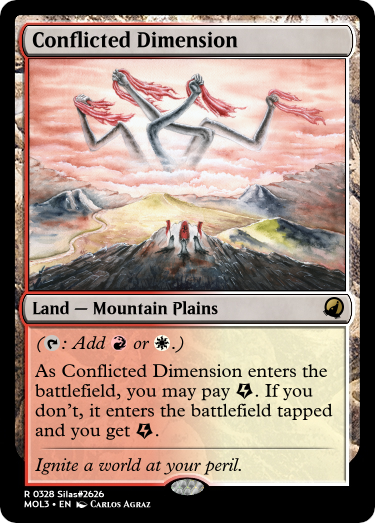 Conflicted Dimension
Land — Mountain Plains
(: Add or .)
As Conflicted Dimension enters the
battlefield, you may pay . If you
don't, it enters the battlefield tapped
and you get .
Ignite a world at your peril.
R 0328 Silas#2626
MOL3 • EN Carlos Agraz